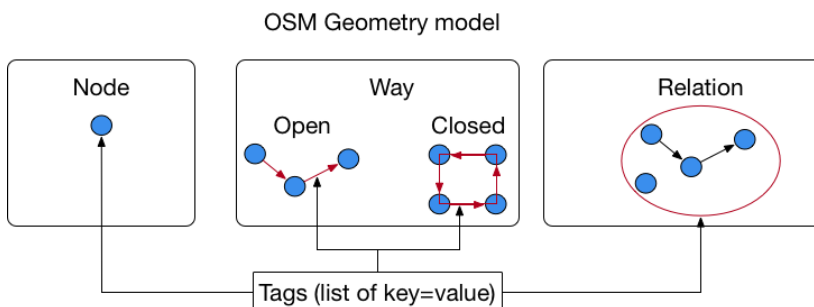 OSM Geometry model
Node
Way
Relation
Open
Closed
Tags (list of key=value)